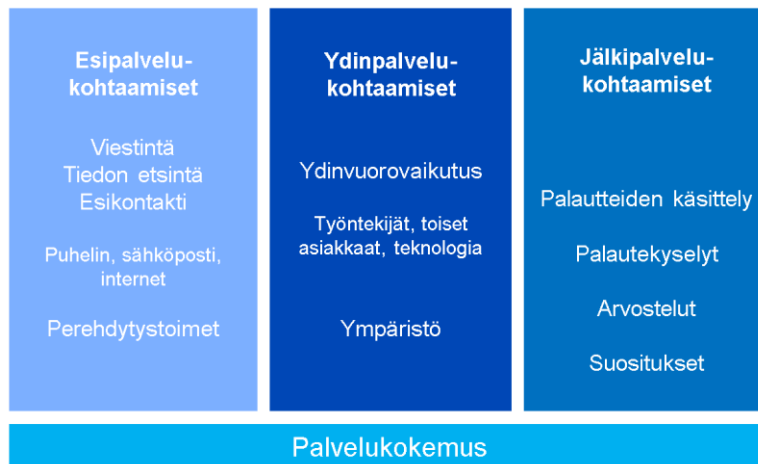 Esipalvelu-
kohtaamiset
Viestintä
Tiedon etsintä
Esikontakti
Puhelin, sähköposti,
internet
Perehdytystoimet
Ydinpalvelu-
kohtaamiset
Ydinvuorovaikutus
Työntekijät, toiset
asiakkaat, teknologia
Ympäristö
Jälkipalvelu-
kohtaamiset
Palautteiden käsittely
Palautekyselyt
Arvostelut
Suositukset
Palvelukokemus